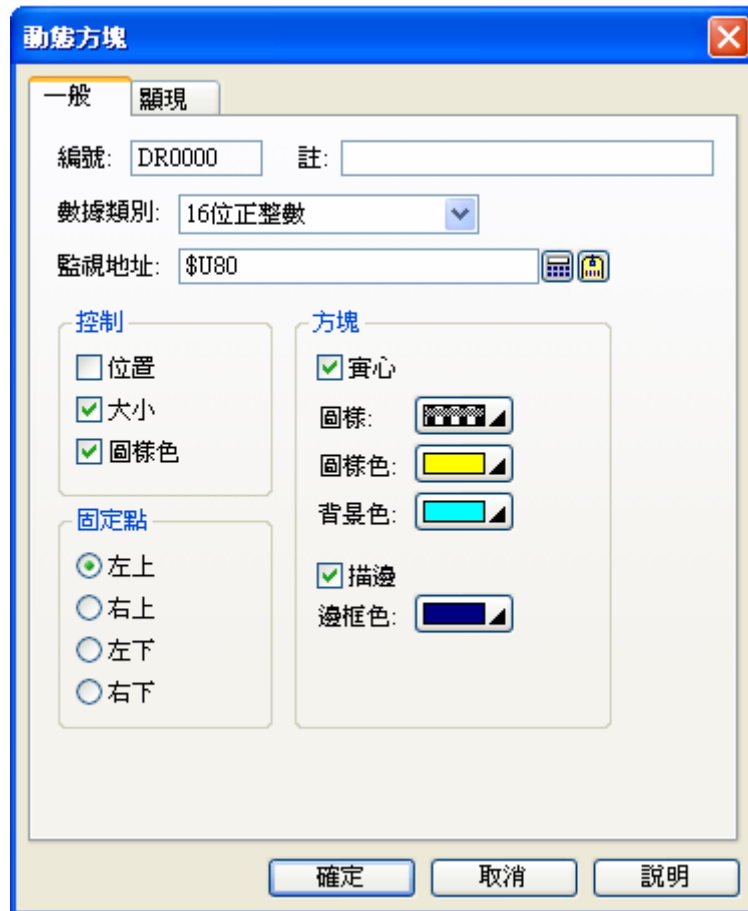 動態方塊
一般 顯現
編號: DR0000 註:
數據類別: 16位正整數
監視地址: $U80
控制
位置
大小
圖樣色
固定點
左上
右上
左下
右下
方塊
實心
圖樣:
圖樣色:
背景色:
描邊
邊框色:
確定 取消 說明